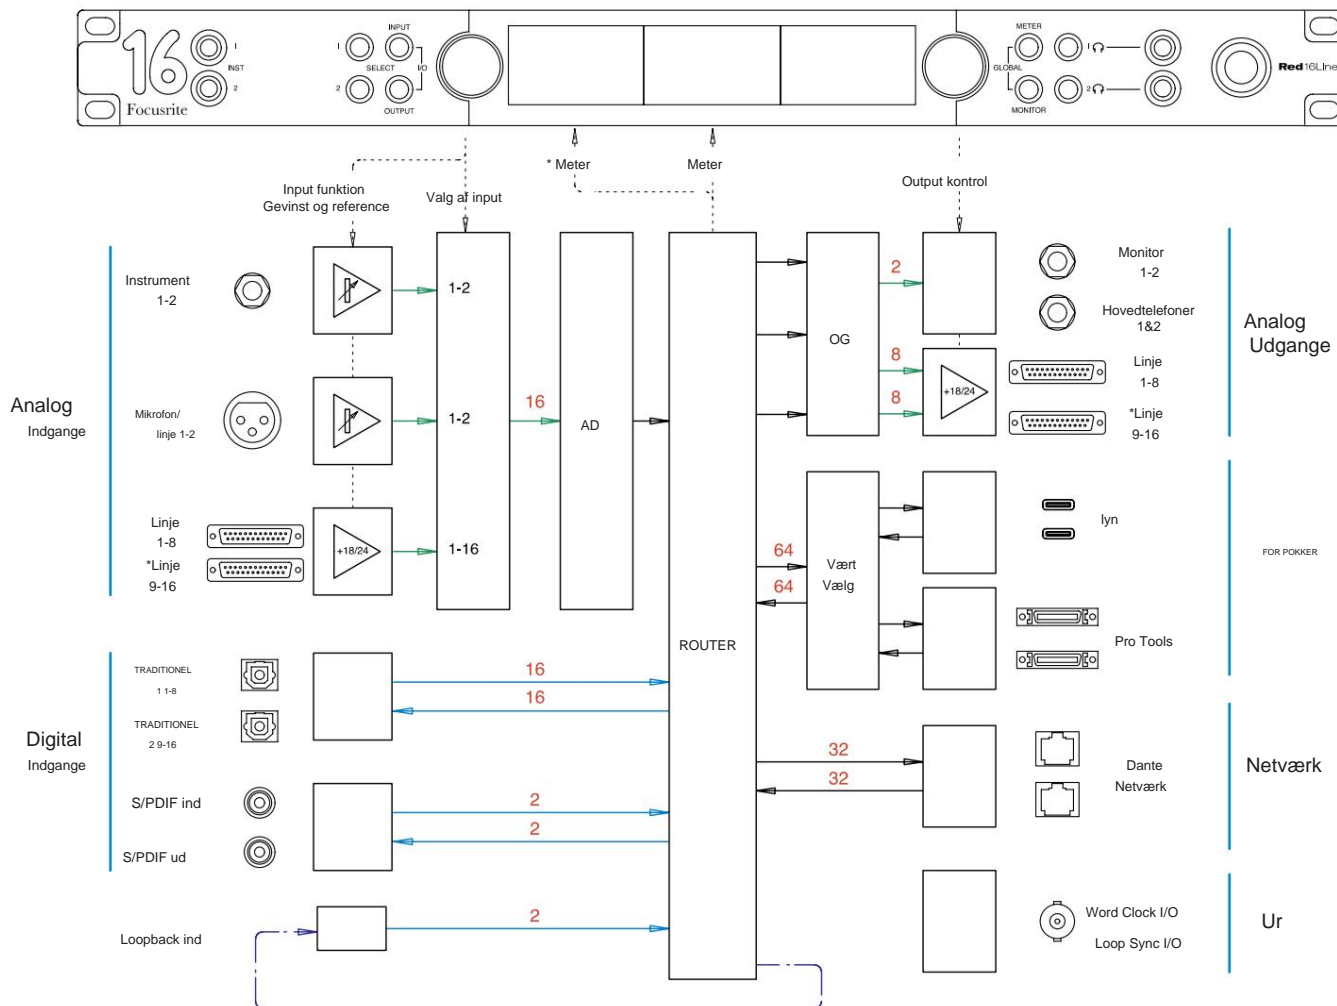 16
Focusrite
1
INST
2
INPUT
1
SELECT
I/O
2
OUTPUT
METER
1
GLOBAL
2
MONITOR
Red16Line
* Meter
Meter
Input funktion
Gevinst og reference
Valg af input
Output kontrol
Analog
Indgange
Instrument
1-2
Mikrofon/
linje 1-2
Linje
1-8
*Linje
9-16
+18/24
1-2
1-2
1-16
16
AD
ROUTER
OG
2
8
8
+18/24
Monitor
1-2
Hovedtelefoner
1&2
Linje
1-8
*Linje
9-16
Analog
Udgange
64
64
Vært
Vælg
lyn
Pro Tools
FOR POKKER
Digital
Indgange
TRADITIONEL
1 1-8
TRADITIONEL
2 9-16
16
16
S/PDIF ind
S/PDIF ud
2
2
Loopback ind
2
32
32
Dante
Netværk
Netværk
Word Clock I/O
Loop Sync I/O
Ur